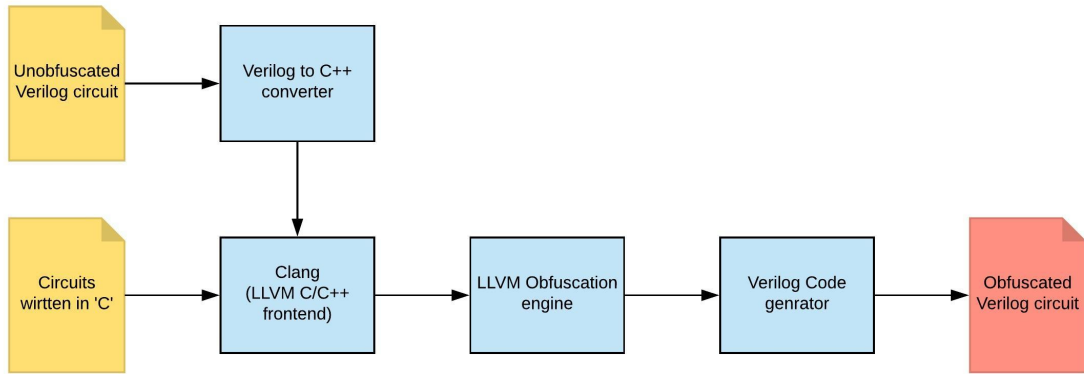 Unobfuscated
Verilog circuit
Verilog to C++
converter
Circuits
wirtten in 'C'
Clang
(LLVM C/C++
frontend)
LLVM Obfuscation
engine
Verilog Code
genrator
Obfuscated
Verilog circuit